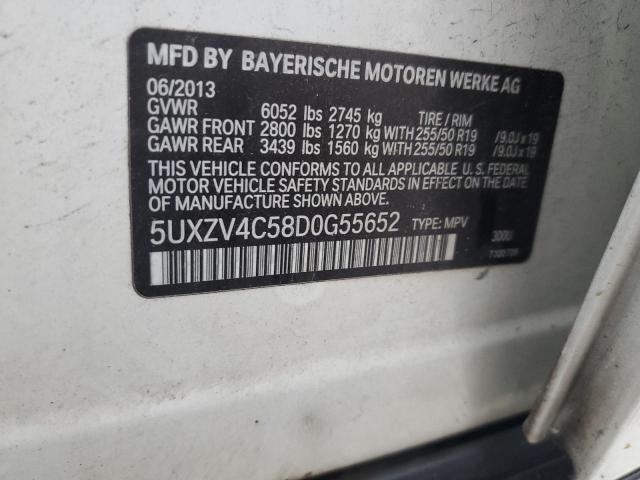 MFD BY BAYERISCHE MOTOREN WERKE AG
06/2013
GVWR 6052 lbs 2745 kg TIRE / RIM
GAWR FRONT 2800 lbs 1270 kg WITH 255/50 R19 /9.0J x 19
GAWR REAR 3439 lbs 1560 kg WITH 255/50 R19 /9.0J x 19
THIS VEHICLE CONFORMS TO ALL APPLICABLE U. S. FEDERAL
MOTOR VEHICLE SAFETY STANDARDS IN EFFECT ON THE DATE
OF MANUFACTURE SHOWN ABOVE.
5UXZV4C58D0G55652 TYPE: MPV
300U